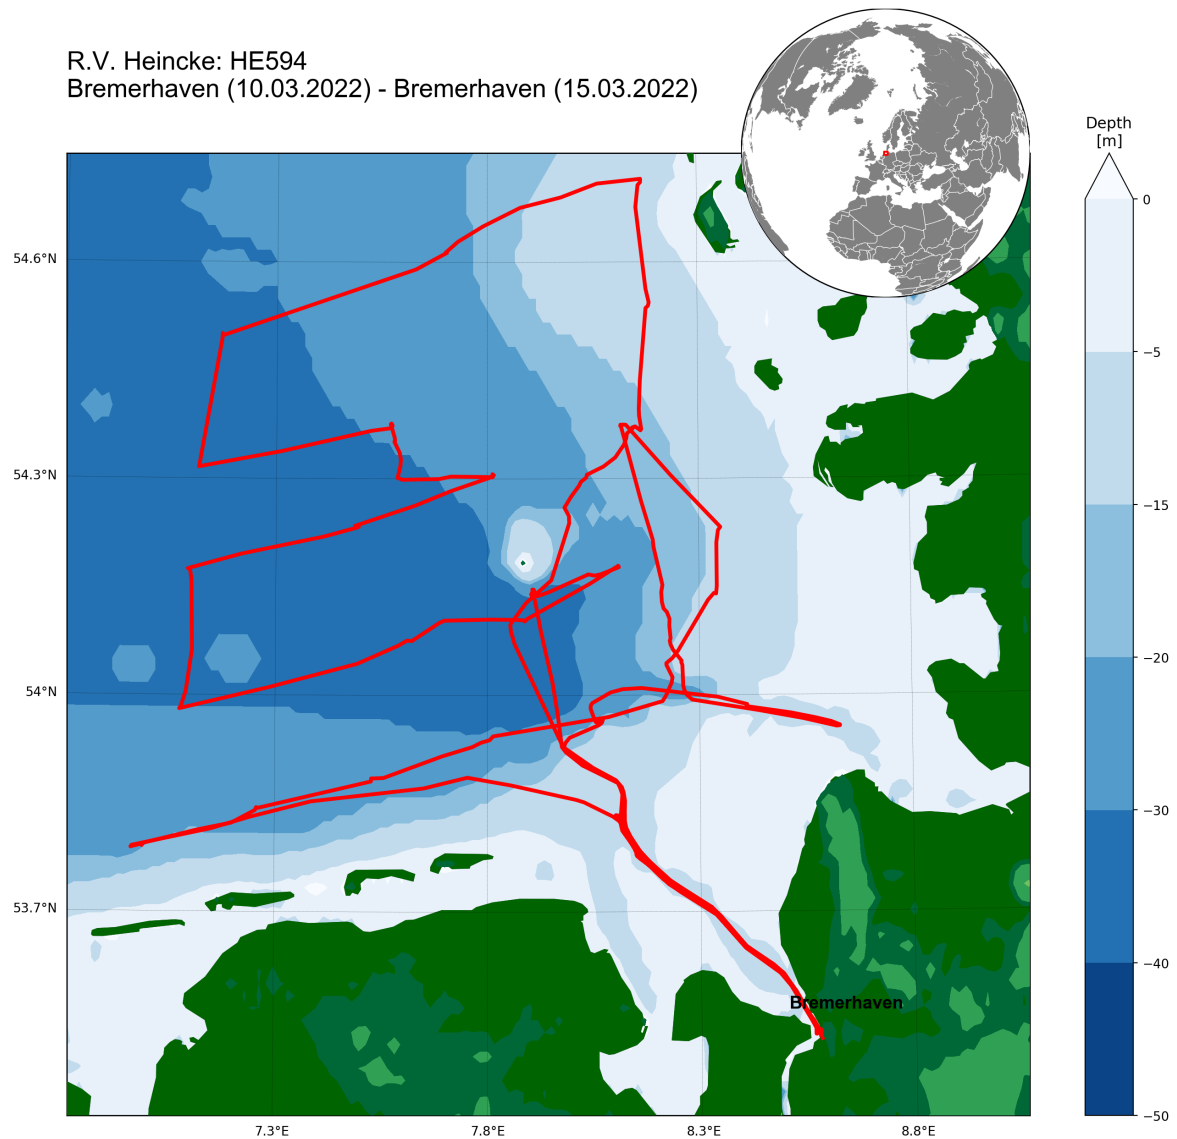 R.V. Heincke: HE594
Bremerhaven (10.03.2022) - Bremerhaven (15.03.2022)
Depth
[m]
0
−5
−15
−20
−30
−40
−50
54.6°N
54.3°N
54°N
53.7°N
Bremerhaven
7.3°E
7.8°E
8.3°E
8.8°E